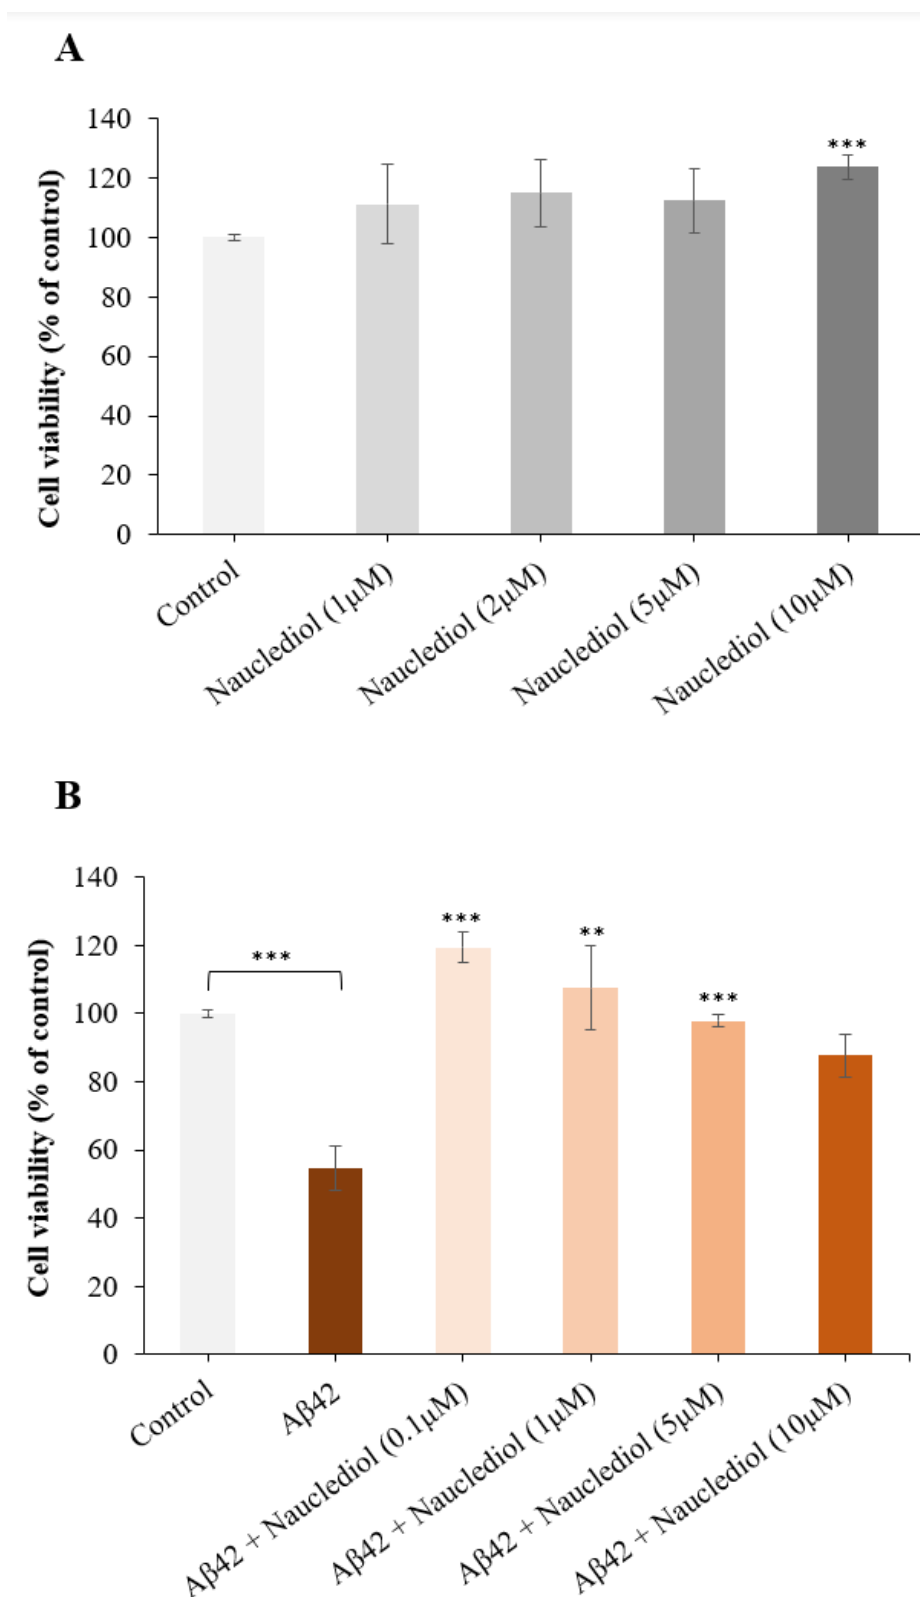 A
Cell viability (% of control)
140
120
100
80
60
40
20
0
***
Control
Nauclediol (1μM)
Nauclediol (2μM)
Nauclediol (5μM)
Nauclediol (10μM)
B
Cell viability (% of control)
140
120
100
80
60
40
20
0
***
***
**
***
Control
Aβ42
Aβ42 + Nauclediol (0.1μM)
Aβ42 + Nauclediol (1μM)
Aβ42 + Nauclediol (5μM)
Aβ42 + Nauclediol (10μM)